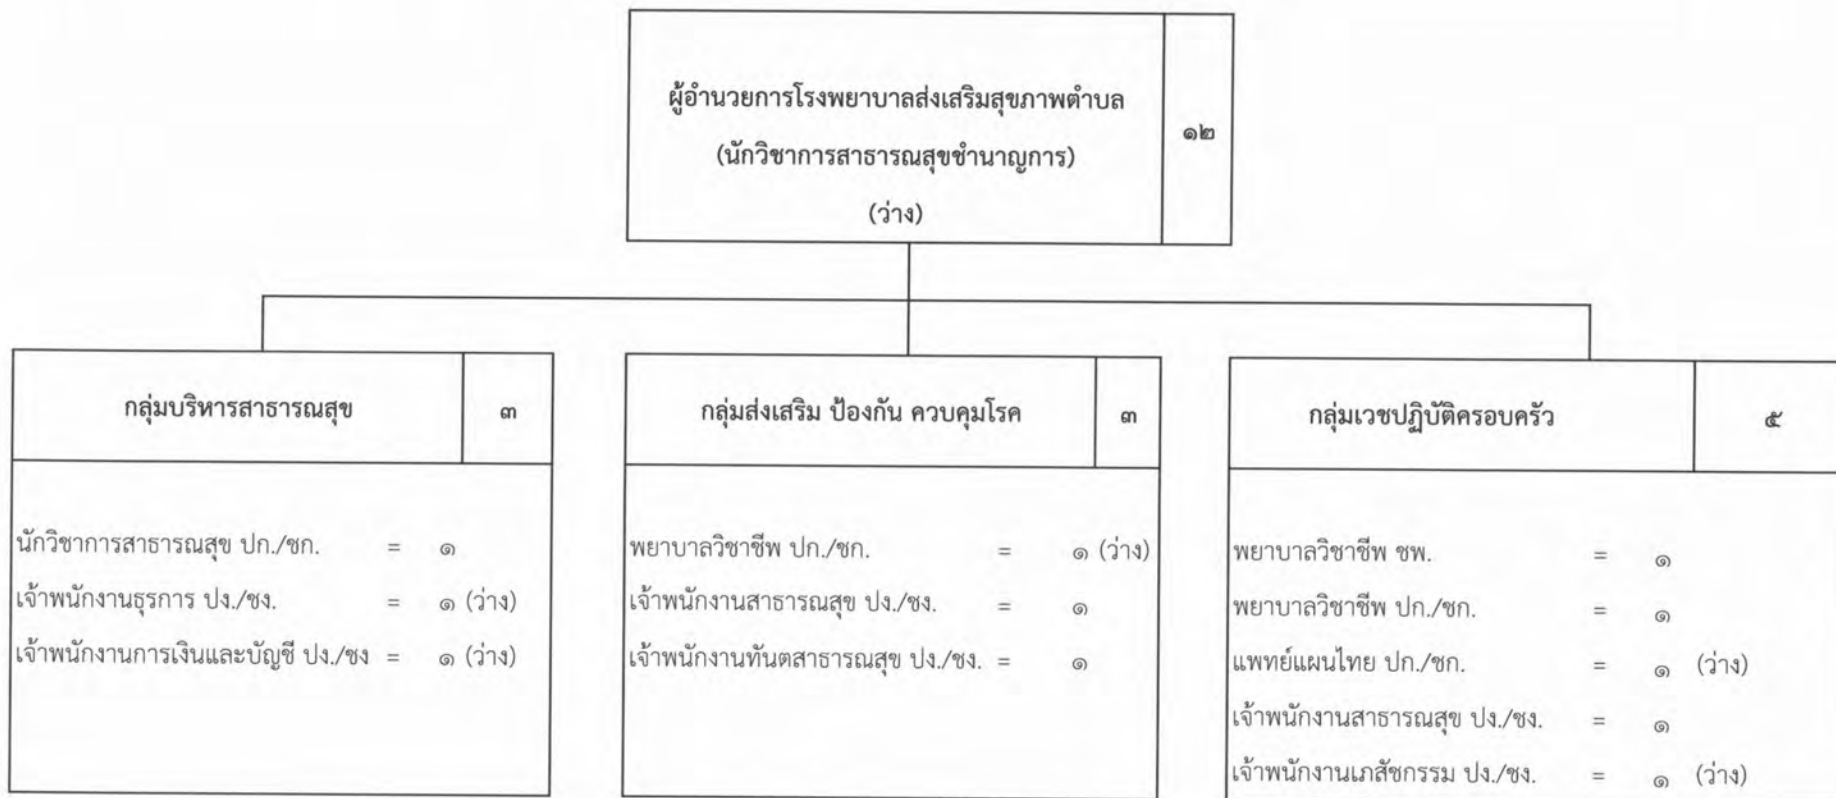 ผู้อำนวยการโรงพยาบาลส่งเสริมสุขภาพตำบล
(นักวิชาการสาธารณสุขชำนาญการ)
(ว่าง)
๑๒
กลุ่มบริหารสาธารณสุข ๓
นักวิชาการสาธารณสุข ปก./ชก. = ๑
เจ้าพนักงานธุรการ ปง./ชง. = ๑ (ว่าง)
เจ้าพนักงานการเงินและบัญชี ปง./ชง = ๑ (ว่าง)
กลุ่มส่งเสริม ป้องกัน ควบคุมโรค ๓
พยาบาลวิชาชีพ ปก./ชก. = ๑ (ว่าง)
เจ้าพนักงานสาธารณสุข ปง./ชง. = ๑
เจ้าพนักงานทันตสาธารณสุข ปง./ชง. = ๑
กลุ่มเวชปฏิบัติครอบครัว ๕
พยาบาลวิชาชีพ ชพ. = ๑
พยาบาลวิชาชีพ ปก./ชก. = ๑
แพทย์แผนไทย ปก./ชก. = ๑ (ว่าง)
เจ้าพนักงานสาธารณสุข ปง./ชง. = ๑
เจ้าพนักงานเภสัชกรรม ปง./ชง. = ๑ (ว่าง)